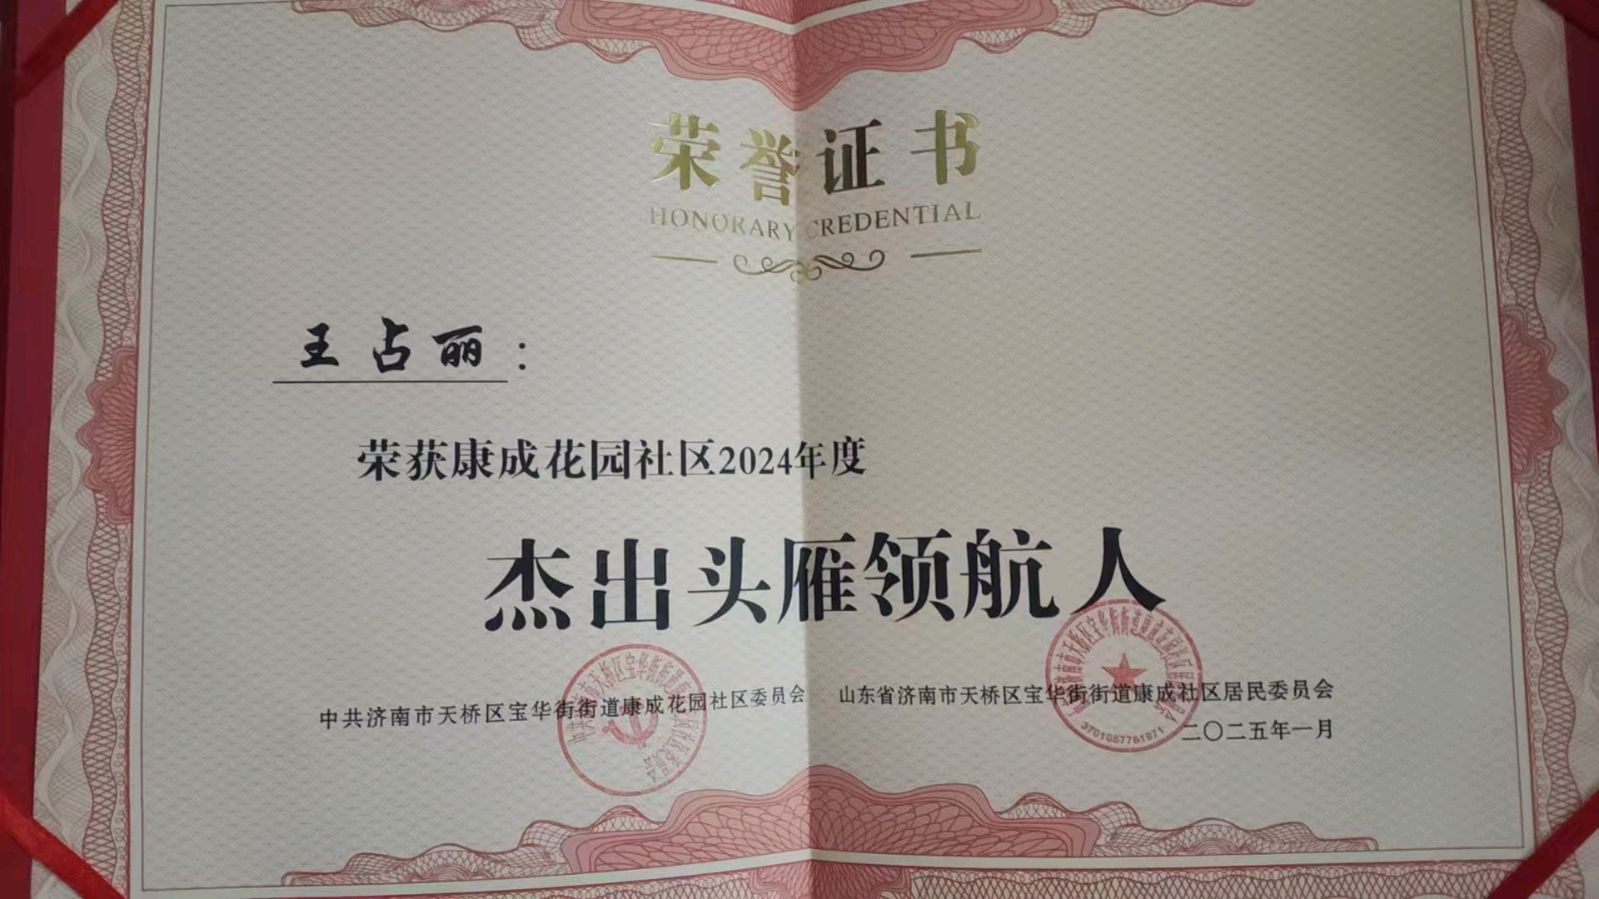 荣誉证书
HONORARY CREDENTIAL
王占丽：
荣获康成花园社区2024年度
杰出头雁领航人
中共济南市天桥区宝华街街道康成花园社区委员会
山东省济南市天桥区宝华街街道康成社区居民委员会
二〇二五年一月